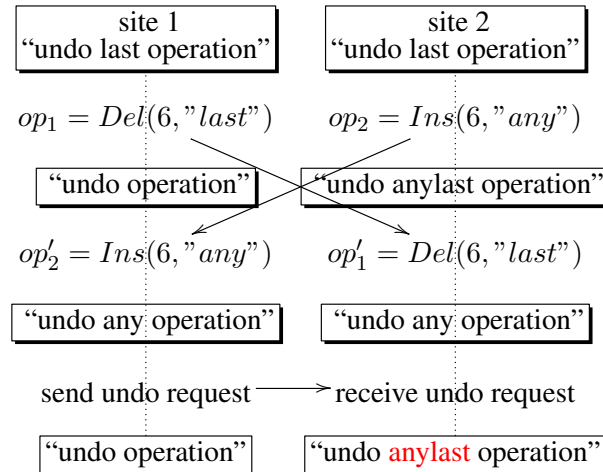 site 1
“undo last operation”
site 2
“undo last operation”
op₁ = Del(6,”last”)
op₂ = Ins(6,”any”)
“undo operation”
“undo anylast operation”
op′₂ = Ins(6,”any”)
op′₁ = Del(6,”last”)
“undo any operation”
“undo any operation”
send undo request
receive undo request
“undo operation”
“undo anylast operation”